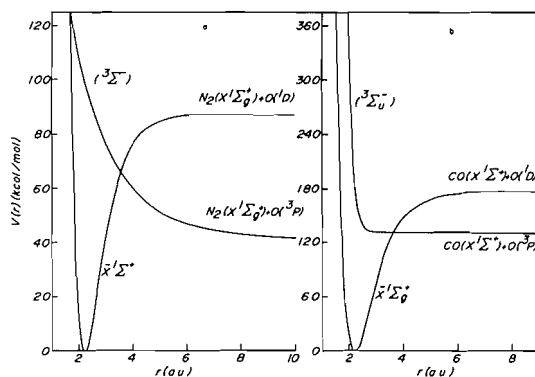 120
100
80
60
40
20
0
V(r)(kcal/mol)
a
(³Σ⁻)
N₂(X¹Σg⁺)+O(¹D)
N₂(X¹Σg⁺)+O(³P)
X̃¹Σ⁺
2 4 6 8 10
r(au)
360
300
240
180
120
60
0
b
(³Σu⁻)
CO(X¹Σ⁺)+O(¹D)
CO(X¹Σ⁺)+O(³P)
X̃¹Σg⁺
2 4 6 8
r(au)